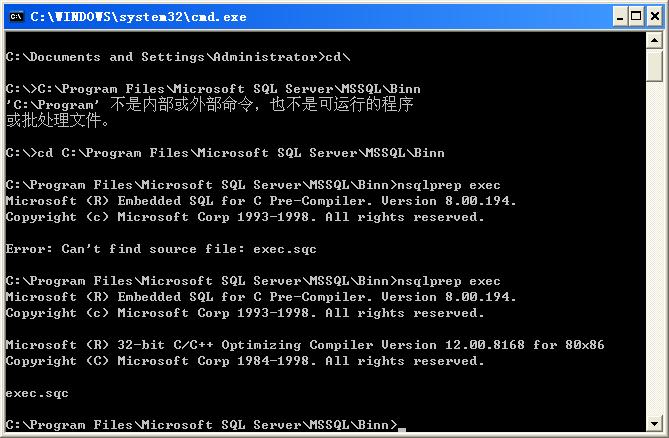 C:\WINDOWS\system32\cmd.exe
C:\Documents and Settings\Administrator>cd\
C:\>C:\Program Files\Microsoft SQL Server\MSSQL\Binn
'C:\Program' 不是内部或外部命令，也不是可运行的程序
或批处理文件。
C:\>cd C:\Program Files\Microsoft SQL Server\MSSQL\Binn
C:\Program Files\Microsoft SQL Server\MSSQL\Binn>nsqlprep exec
Microsoft (R) Embedded SQL for C Pre-Compiler. Version 8.00.194.
Copyright (c) Microsoft Corp 1993-1998. All rights reserved.
Error: Can't find source file: exec.sqc
C:\Program Files\Microsoft SQL Server\MSSQL\Binn>nsqlprep exec
Microsoft (R) Embedded SQL for C Pre-Compiler. Version 8.00.194.
Copyright (c) Microsoft Corp 1993-1998. All rights reserved.
Microsoft (R) 32-bit C/C++ Optimizing Compiler Version 12.00.8168 for 80x86
Copyright (C) Microsoft Corp 1984-1998. All rights reserved.
exec.sqc
C:\Program Files\Microsoft SQL Server\MSSQL\Binn>_